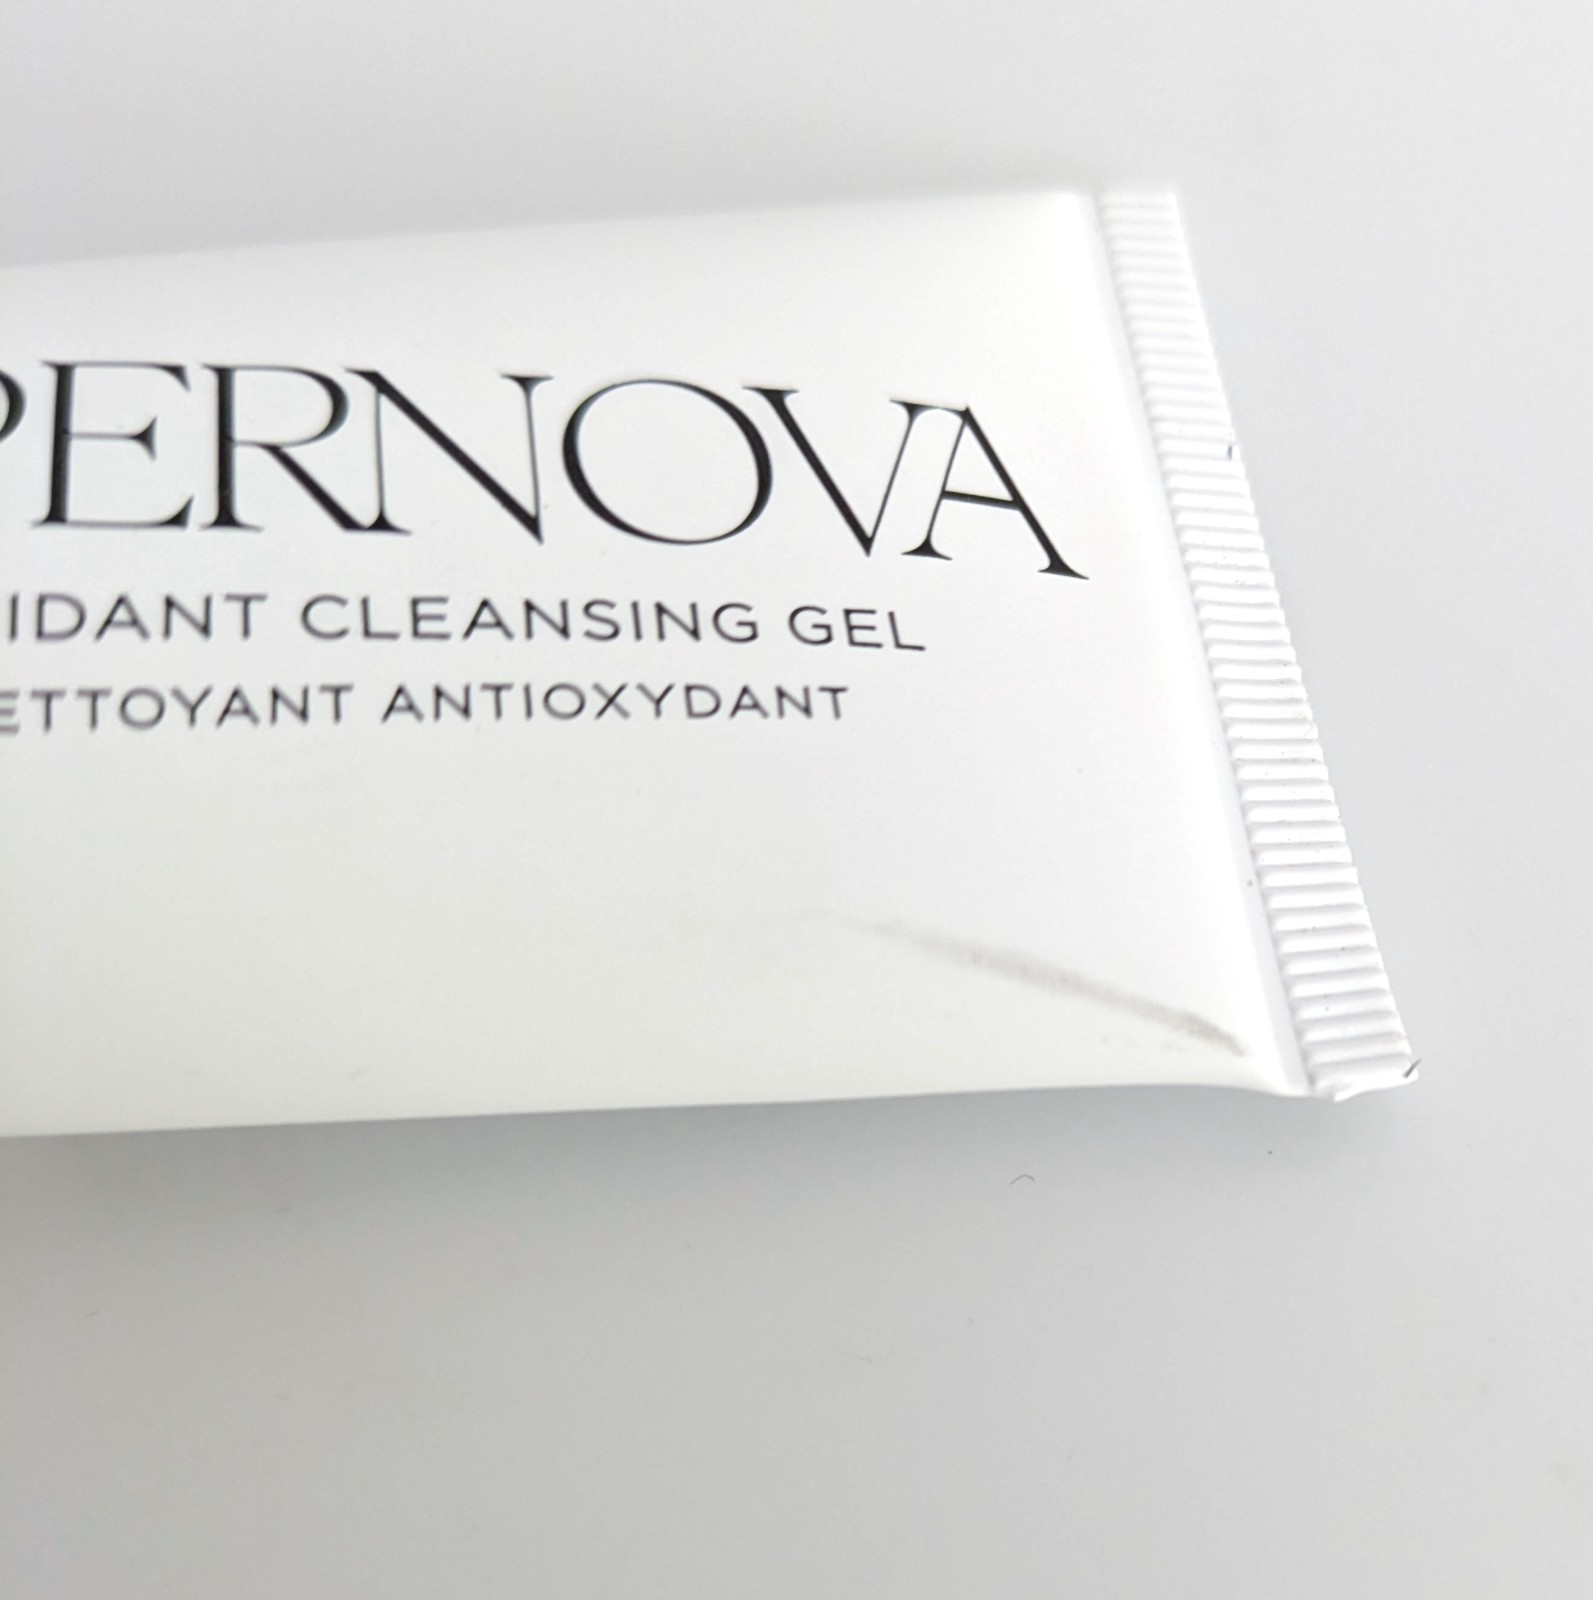 PERNOVA
IDANT CLEANSING GEL
ETTOYANT ANTIOXYDANT